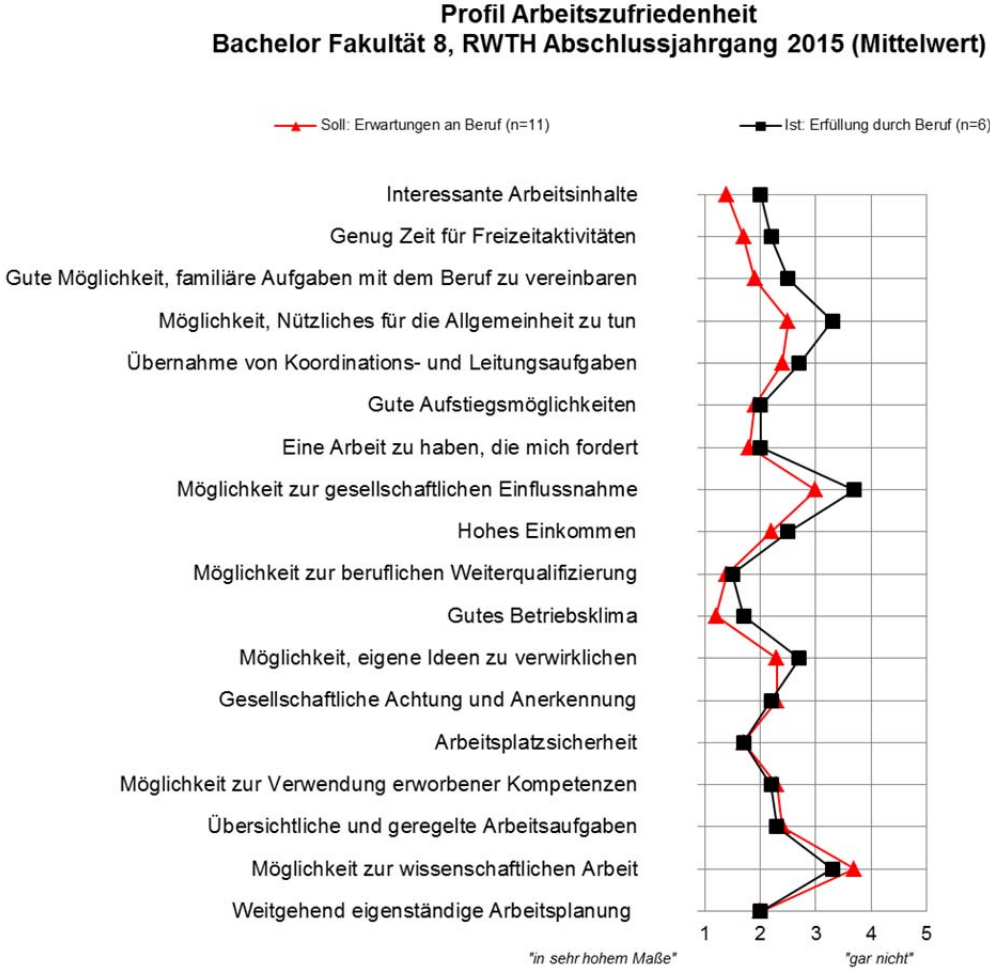 Profil Arbeitszufriedenheit
Bachelor Fakultät 8, RWTH Abschlussjahrgang 2015 (Mittelwert)
Soll: Erwartungen an Beruf (n=11)
Ist: Erfüllung durch Beruf (n=6)
Interessante Arbeitsinhalte
Genug Zeit für Freizeitaktivitäten
Gute Möglichkeit, familiäre Aufgaben mit dem Beruf zu vereinbaren
Möglichkeit, Nützliches für die Allgemeinheit zu tun
Übernahme von Koordinations- und Leitungsaufgaben
Gute Aufstiegsmöglichkeiten
Eine Arbeit zu haben, die mich fordert
Möglichkeit zur gesellschaftlichen Einflussnahme
Hohes Einkommen
Möglichkeit zur beruflichen Weiterqualifizierung
Gutes Betriebsklima
Möglichkeit, eigene Ideen zu verwirklichen
Gesellschaftliche Achtung und Anerkennung
Arbeitsplatzsicherheit
Möglichkeit zur Verwendung erworbener Kompetenzen
Übersichtliche und geregelte Arbeitsaufgaben
Möglichkeit zur wissenschaftlichen Arbeit
Weitgehend eigenständige Arbeitsplanung
1 2 3 4 5
"in sehr hohem Maße" "gar nicht"